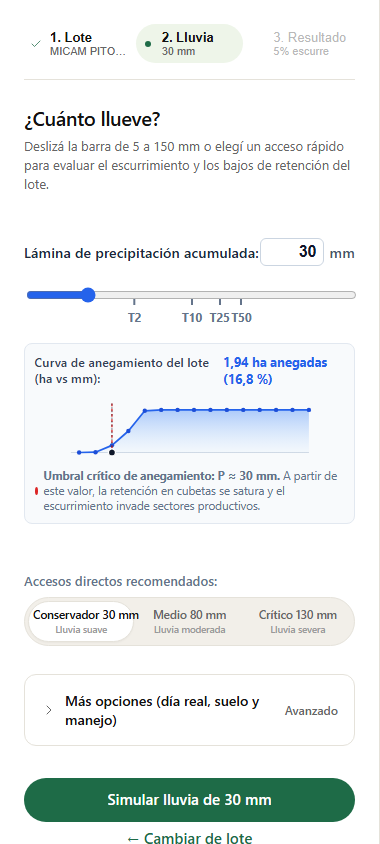 1. Lote
MICAM PITO...
2. Lluvia
30 mm
3. Resultado
5% escurre
¿Cuánto llueve?
Deslizá la barra de 5 a 150 mm o elegí un acceso rápido
para evaluar el escurrimiento y los bajos de retención del
lote.
Lámina de precipitación acumulada: 30 mm
T2 T10 T25 T50
Curva de anegamiento del lote
(ha vs mm):
1,94 ha anegadas
(16,8 %)
Umbral crítico de anegamiento: P ≈ 30 mm. A partir de
este valor, la retención en cubetas se satura y el
escurrimiento invade sectores productivos.
Accesos directos recomendados:
Conservador 30 mm
Lluvia suave
Medio 80 mm
Lluvia moderada
Crítico 130 mm
Lluvia severa
Más opciones (día real, suelo y
manejo)
Avanzado
Simular lluvia de 30 mm
← Cambiar de lote